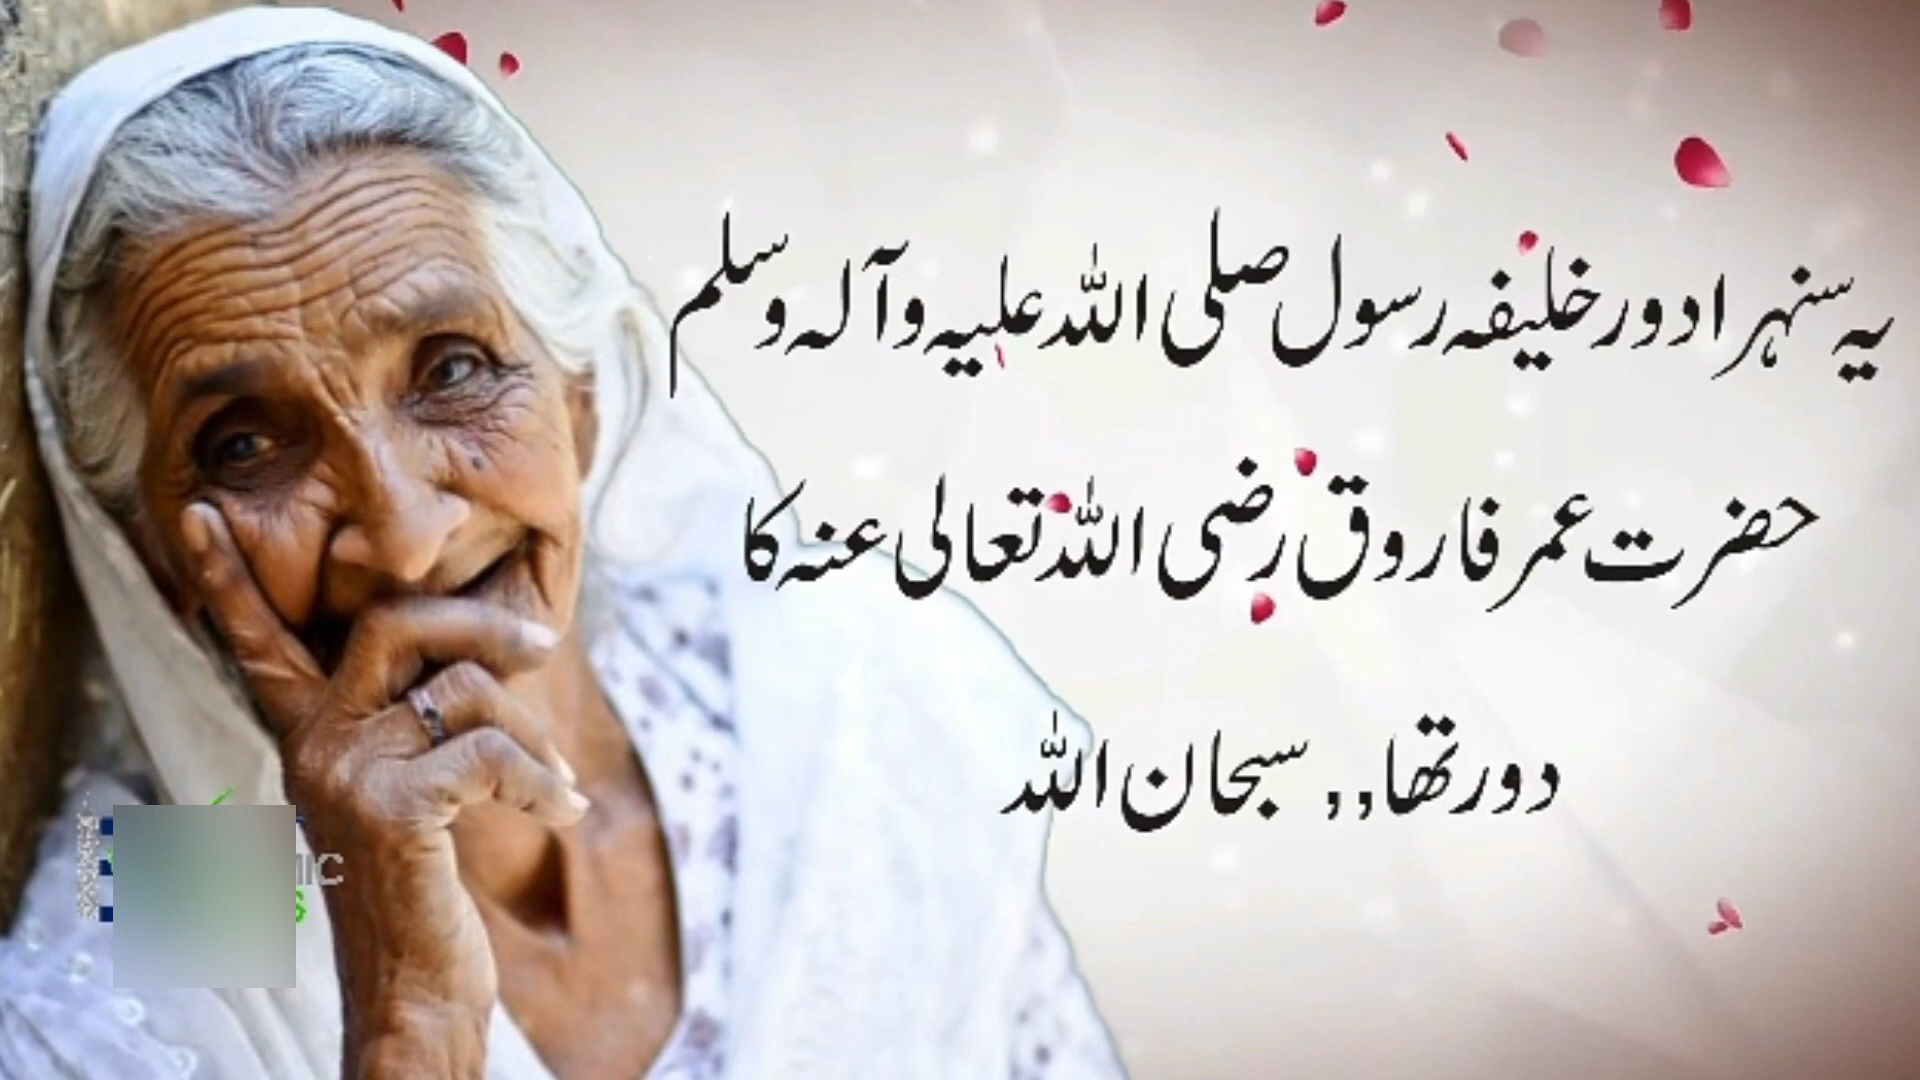 یہ سنہرا دور خلیفہ رسول صلی اللہ علیہ وآلہ وسلم
حضرت عمر فاروق رضی اللہ تعالی عنہ کا
دور تھا,, سبحان اللہ